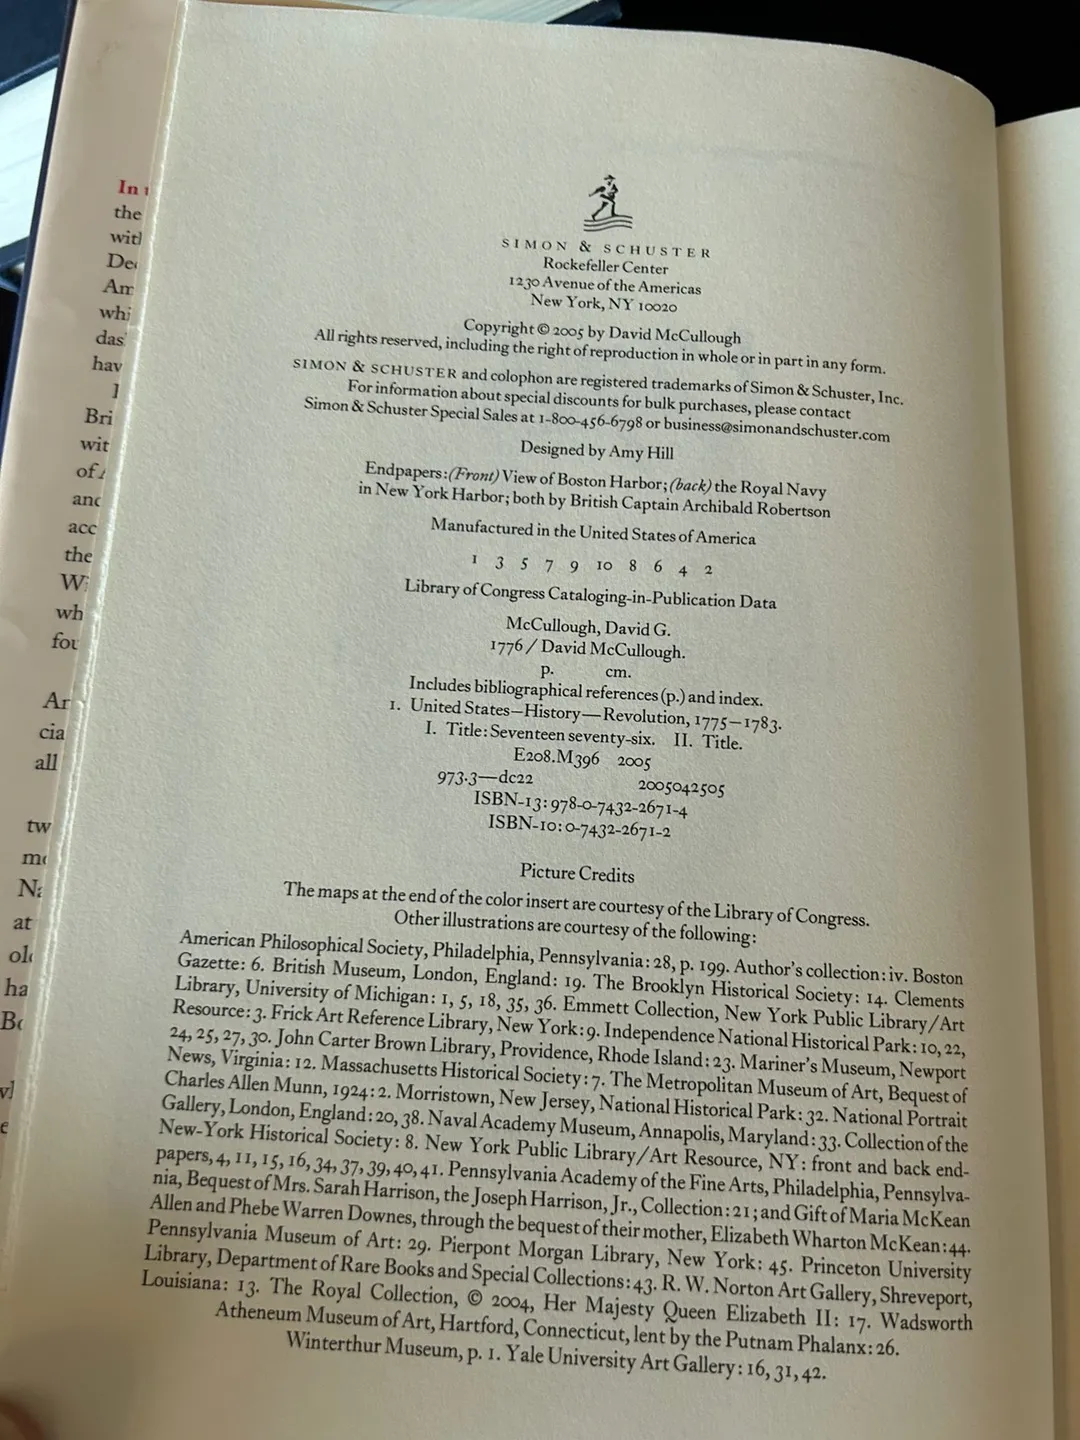 SIMON & SCHUSTER
Rockefeller Center
1230 Avenue of the Americas
New York, NY 10020
Copyright © 2005 by David McCullough
All rights reserved, including the right of reproduction in whole or in part in any form.
SIMON & SCHUSTER and colophon are registered trademarks of Simon & Schuster, Inc.
For information about special discounts for bulk purchases, please contact
Simon & Schuster Special Sales at 1-800-456-6798 or business@simonandschuster.com
Designed by Amy Hill
Endpapers: (Front) View of Boston Harbor; (back) the Royal Navy
in New York Harbor; both by British Captain Archibald Robertson
Manufactured in the United States of America
1 3 5 7 9 10 8 6 4 2
Library of Congress Cataloging-in-Publication Data
McCullough, David G.
1776 / David McCullough.
p. cm.
Includes bibliographical references (p.) and index.
1. United States—History—Revolution, 1775–1783.
I. Title: Seventeen seventy-six. II. Title.
E208.M396 2005
973.3—dc22 2005042505
ISBN-13: 978-0-7432-2671-4
ISBN-10: 0-7432-2671-2
Picture Credits
The maps at the end of the color insert are courtesy of the Library of Congress.
Other illustrations are courtesy of the following:
American Philosophical Society, Philadelphia, Pennsylvania: 28, p. 199. Author's collection: iv. Boston
Gazette: 6. British Museum, London, England: 19. The Brooklyn Historical Society: 14. Clements
Library, University of Michigan: 1, 5, 18, 35, 36. Emmett Collection, New York Public Library/Art
Resource: 3. Frick Art Reference Library, New York: 9. Independence National Historical Park: 10, 22,
24, 25, 27, 30. John Carter Brown Library, Providence, Rhode Island: 23. Mariner's Museum, Newport
News, Virginia: 12. Massachusetts Historical Society: 7. The Metropolitan Museum of Art, Bequest of
Charles Allen Munn, 1924: 2. Morristown, New Jersey, National Historical Park: 32. National Portrait
Gallery, London, England: 20, 38. Naval Academy Museum, Annapolis, Maryland: 33. Collection of the
New-York Historical Society: 8. New York Public Library/Art Resource, NY: front and back end-
papers, 4, 11, 15, 16, 34, 37, 39, 40, 41. Pennsylvania Academy of the Fine Arts, Philadelphia, Pennsylva-
nia, Bequest of Mrs. Sarah Harrison, the Joseph Harrison, Jr., Collection: 21; and Gift of Maria McKean
Allen and Phebe Warren Downes, through the bequest of their mother, Elizabeth Wharton McKean: 44.
Pennsylvania Museum of Art: 29. Pierpont Morgan Library, New York: 45. Princeton University
Library, Department of Rare Books and Special Collections: 43. R. W. Norton Art Gallery, Shreveport,
Louisiana: 13. The Royal Collection, © 2004, Her Majesty Queen Elizabeth II: 17. Wadsworth
Atheneum Museum of Art, Hartford, Connecticut, lent by the Putnam Phalanx: 26.
Winterthur Museum, p. 1. Yale University Art Gallery: 16, 31, 42.